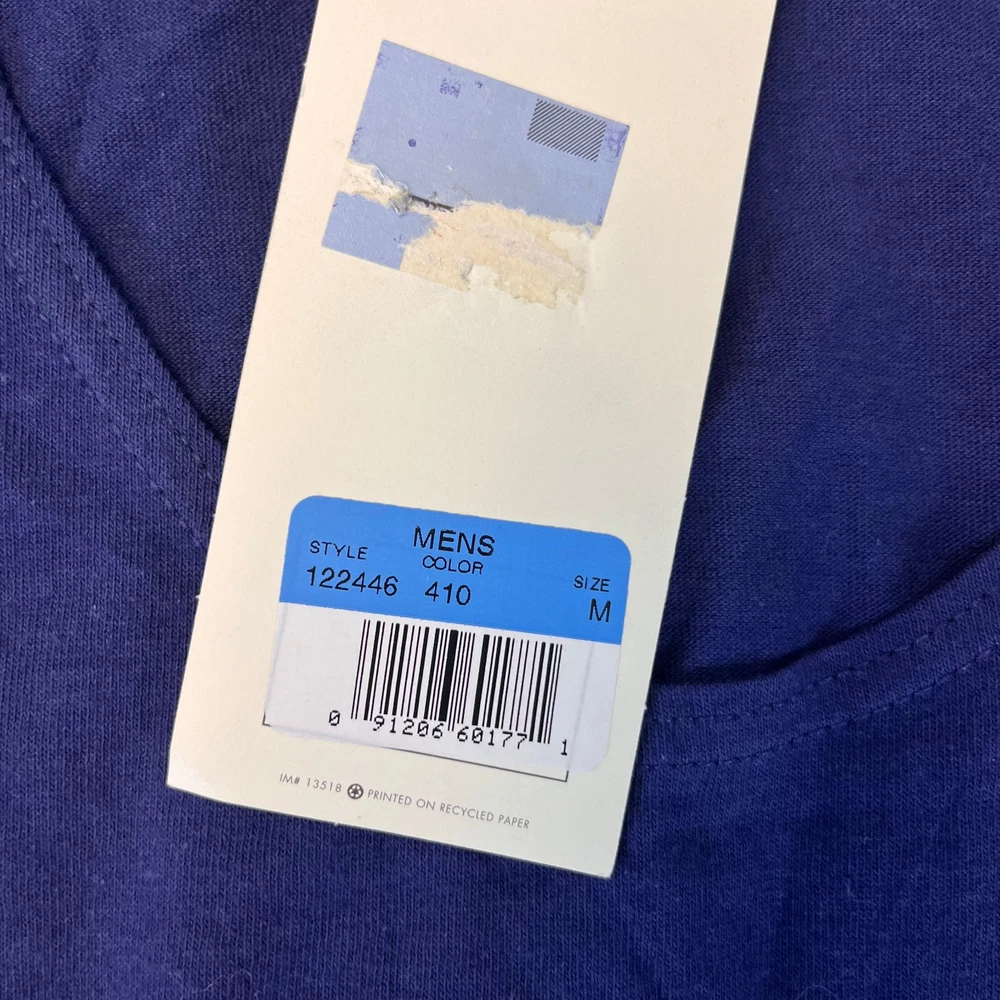 MENS
STYLE COLOR SIZE
122446 410 M
0 91206 60177 1
IM# 13518 PRINTED ON RECYCLED PAPER